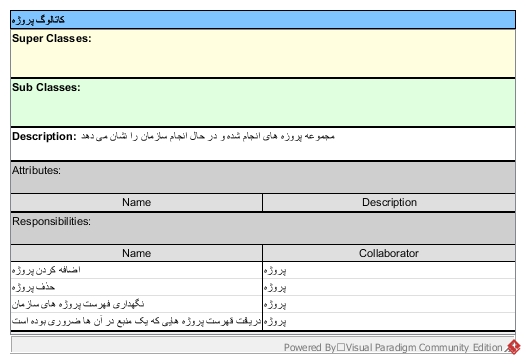 کاتالوگ پروژه
Super Classes:
Sub Classes:
Description: مجموعه پروزه های انجام شده و در حال انجام سازمان را نشان می دهد
Attributes:
Name Description
Responsibilities:
Name Collaborator
اضافه کردن پروژه پروژه
حذف پروژه پروژه
نگهداری فهرست پروژه های سازمان پروژه
دریافت فهرست پروژه هایی که یک منبع در آن ها ضروری بوده است پروژه
Powered By□Visual Paradigm Community Edition